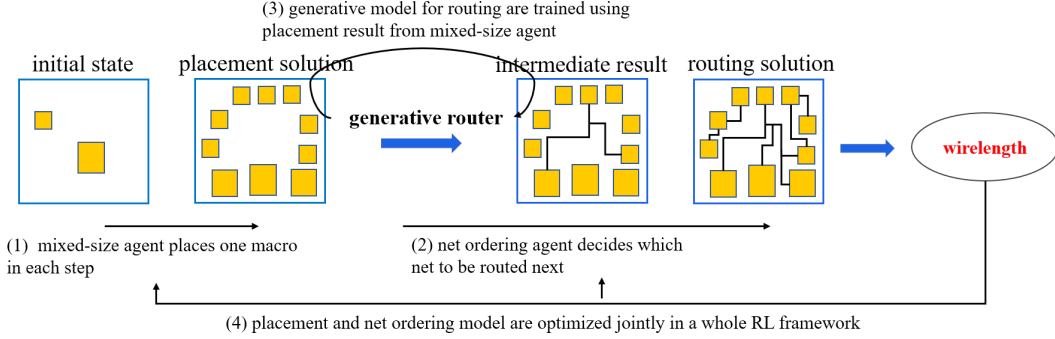 (3) generative model for routing are trained using
placement result from mixed-size agent
initial state
placement solution
intermediate result
routing solution
generative router
wirelength
(1) mixed-size agent places one macro
in each step
(2) net ordering agent decides which
net to be routed next
(4) placement and net ordering model are optimized jointly in a whole RL framework